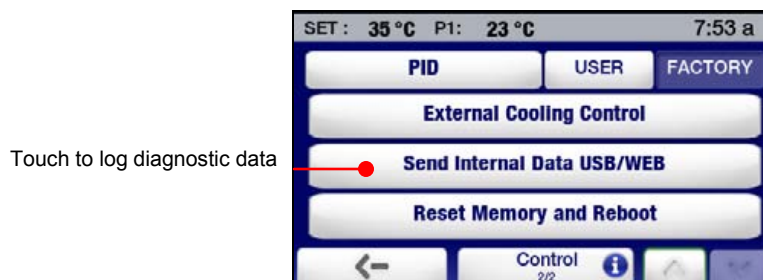 SET : 35 °C P1: 23 °C 7:53 a
PID USER FACTORY
External Cooling Control
Touch to log diagnostic data
Send Internal Data USB/WEB
Reset Memory and Reboot
Control
2/2